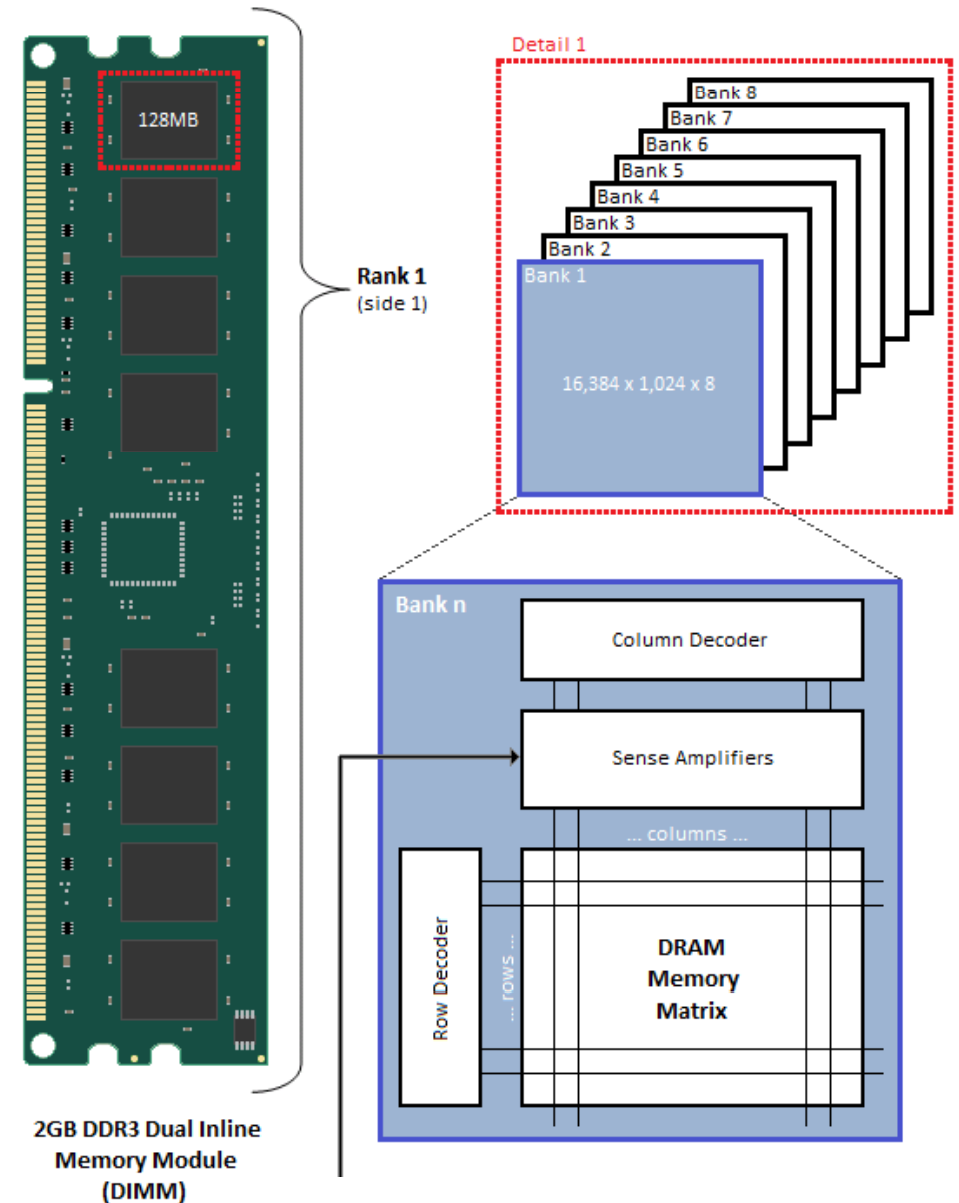 128MB
Rank 1
(side 1)
2GB DDR3 Dual Inline
Memory Module
(DIMM)
Detail 1
Bank 8
Bank 7
Bank 6
Bank 5
Bank 4
Bank 3
Bank 2
Bank 1
16,384 x 1,024 x 8
Bank n
Column Decoder
Sense Amplifiers
... columns ...
Row Decoder
... rows ...
DRAM
Memory
Matrix